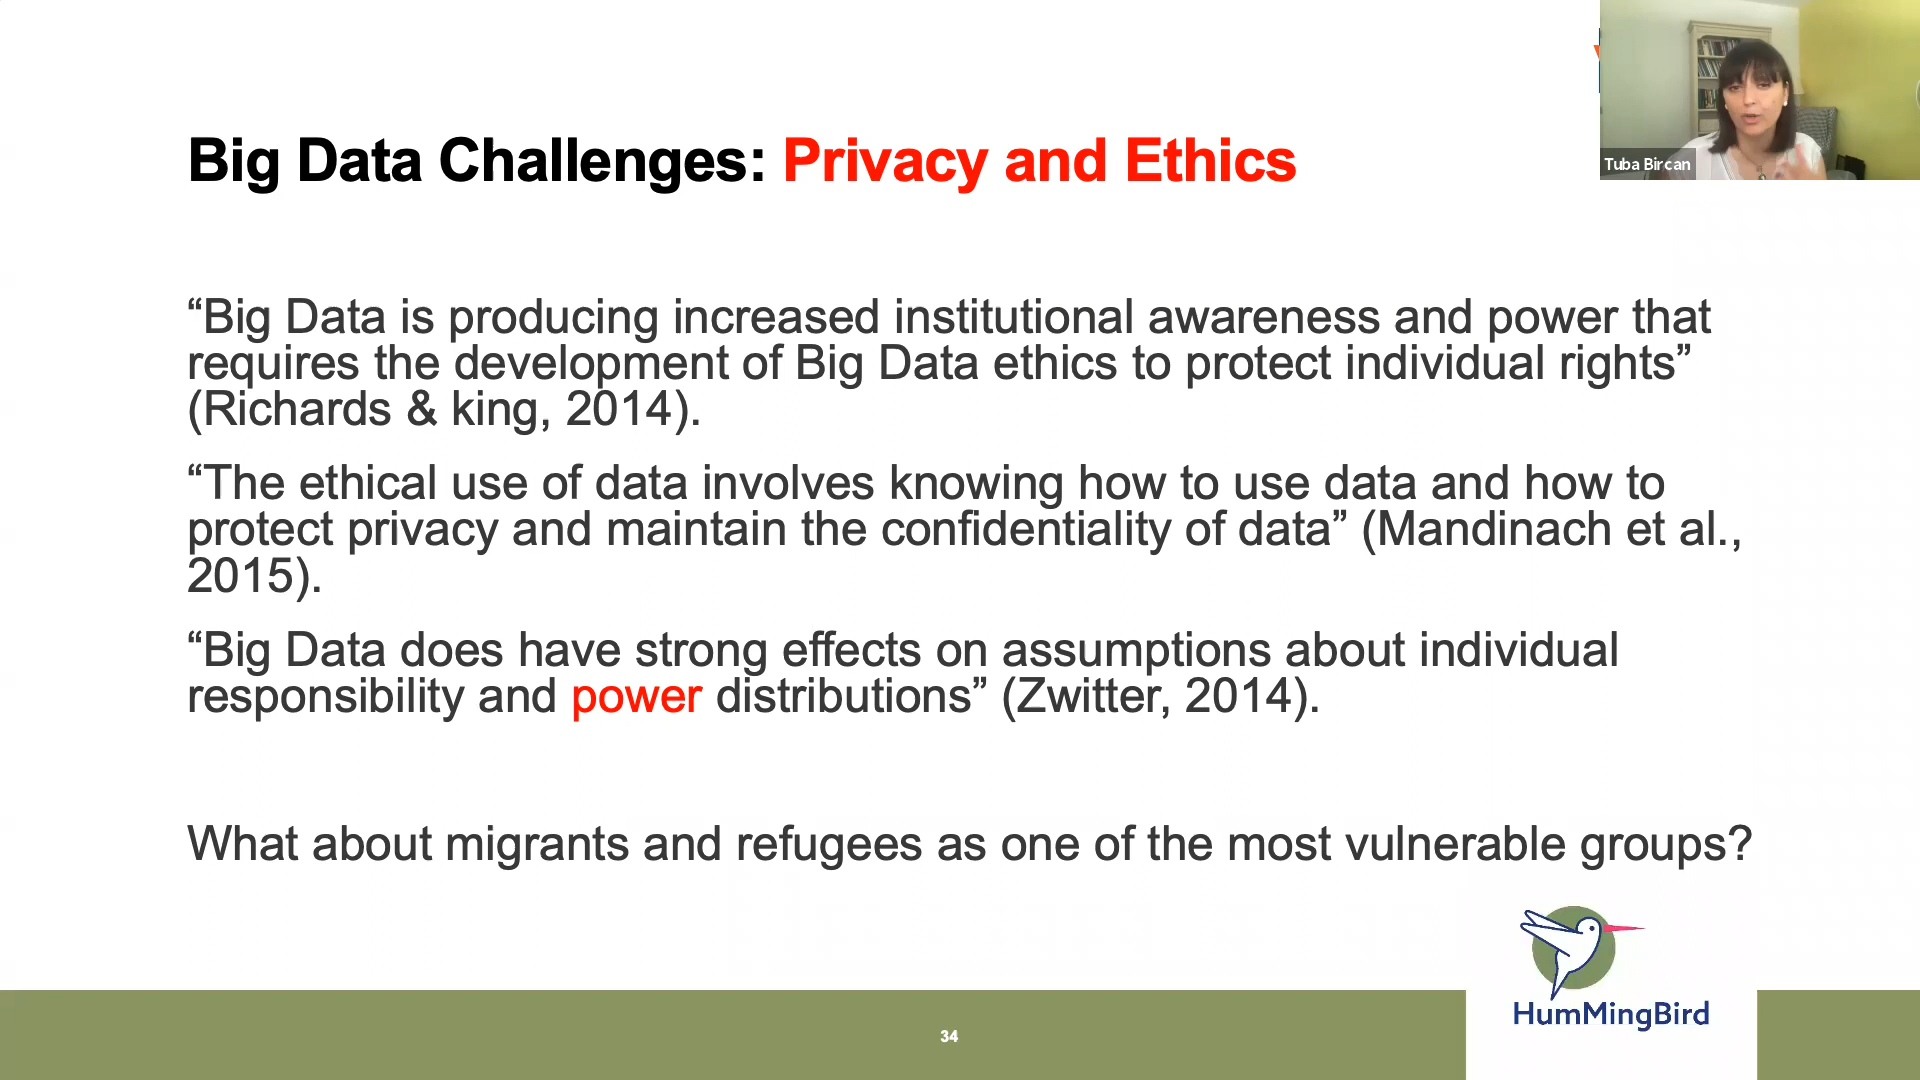 Tuba Bircan
Big Data Challenges: Privacy and Ethics
“Big Data is producing increased institutional awareness and power that
requires the development of Big Data ethics to protect individual rights”
(Richards & king, 2014).
“The ethical use of data involves knowing how to use data and how to
protect privacy and maintain the confidentiality of data” (Mandinach et al.,
2015).
“Big Data does have strong effects on assumptions about individual
responsibility and power distributions” (Zwitter, 2014).
What about migrants and refugees as one of the most vulnerable groups?
HumMingBird
34